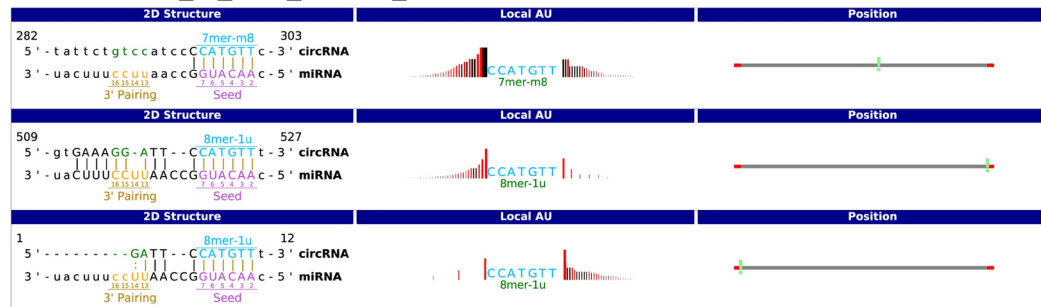 2D Structure Local AU Position
282 7mer-m8 303
5'-tattctgtccatccCCATGTTc-3' circRNA
3'-uacuuuccuuaaccGGUACAAc-5' miRNA
16 15 14 13 7 6 5 4 3 2
3' Pairing Seed
CCATGTT
7mer-m8
2D Structure Local AU Position
509 8mer-1u 527
5'-gtGAAAGG-ATT--CCATGTTt-3' circRNA
3'-uaCUUUCCUUAACCGGUACAAc-5' miRNA
16 15 14 13 7 6 5 4 3 2
3' Pairing Seed
CCATGTT
8mer-1u
2D Structure Local AU Position
1 8mer-1u 12
5'---------GATT--CCATGTTt-3' circRNA
3'-uacuuuccUUAACCGGUACAAc-5' miRNA
16 15 14 13 7 6 5 4 3 2
3' Pairing Seed
CCATGTT
8mer-1u